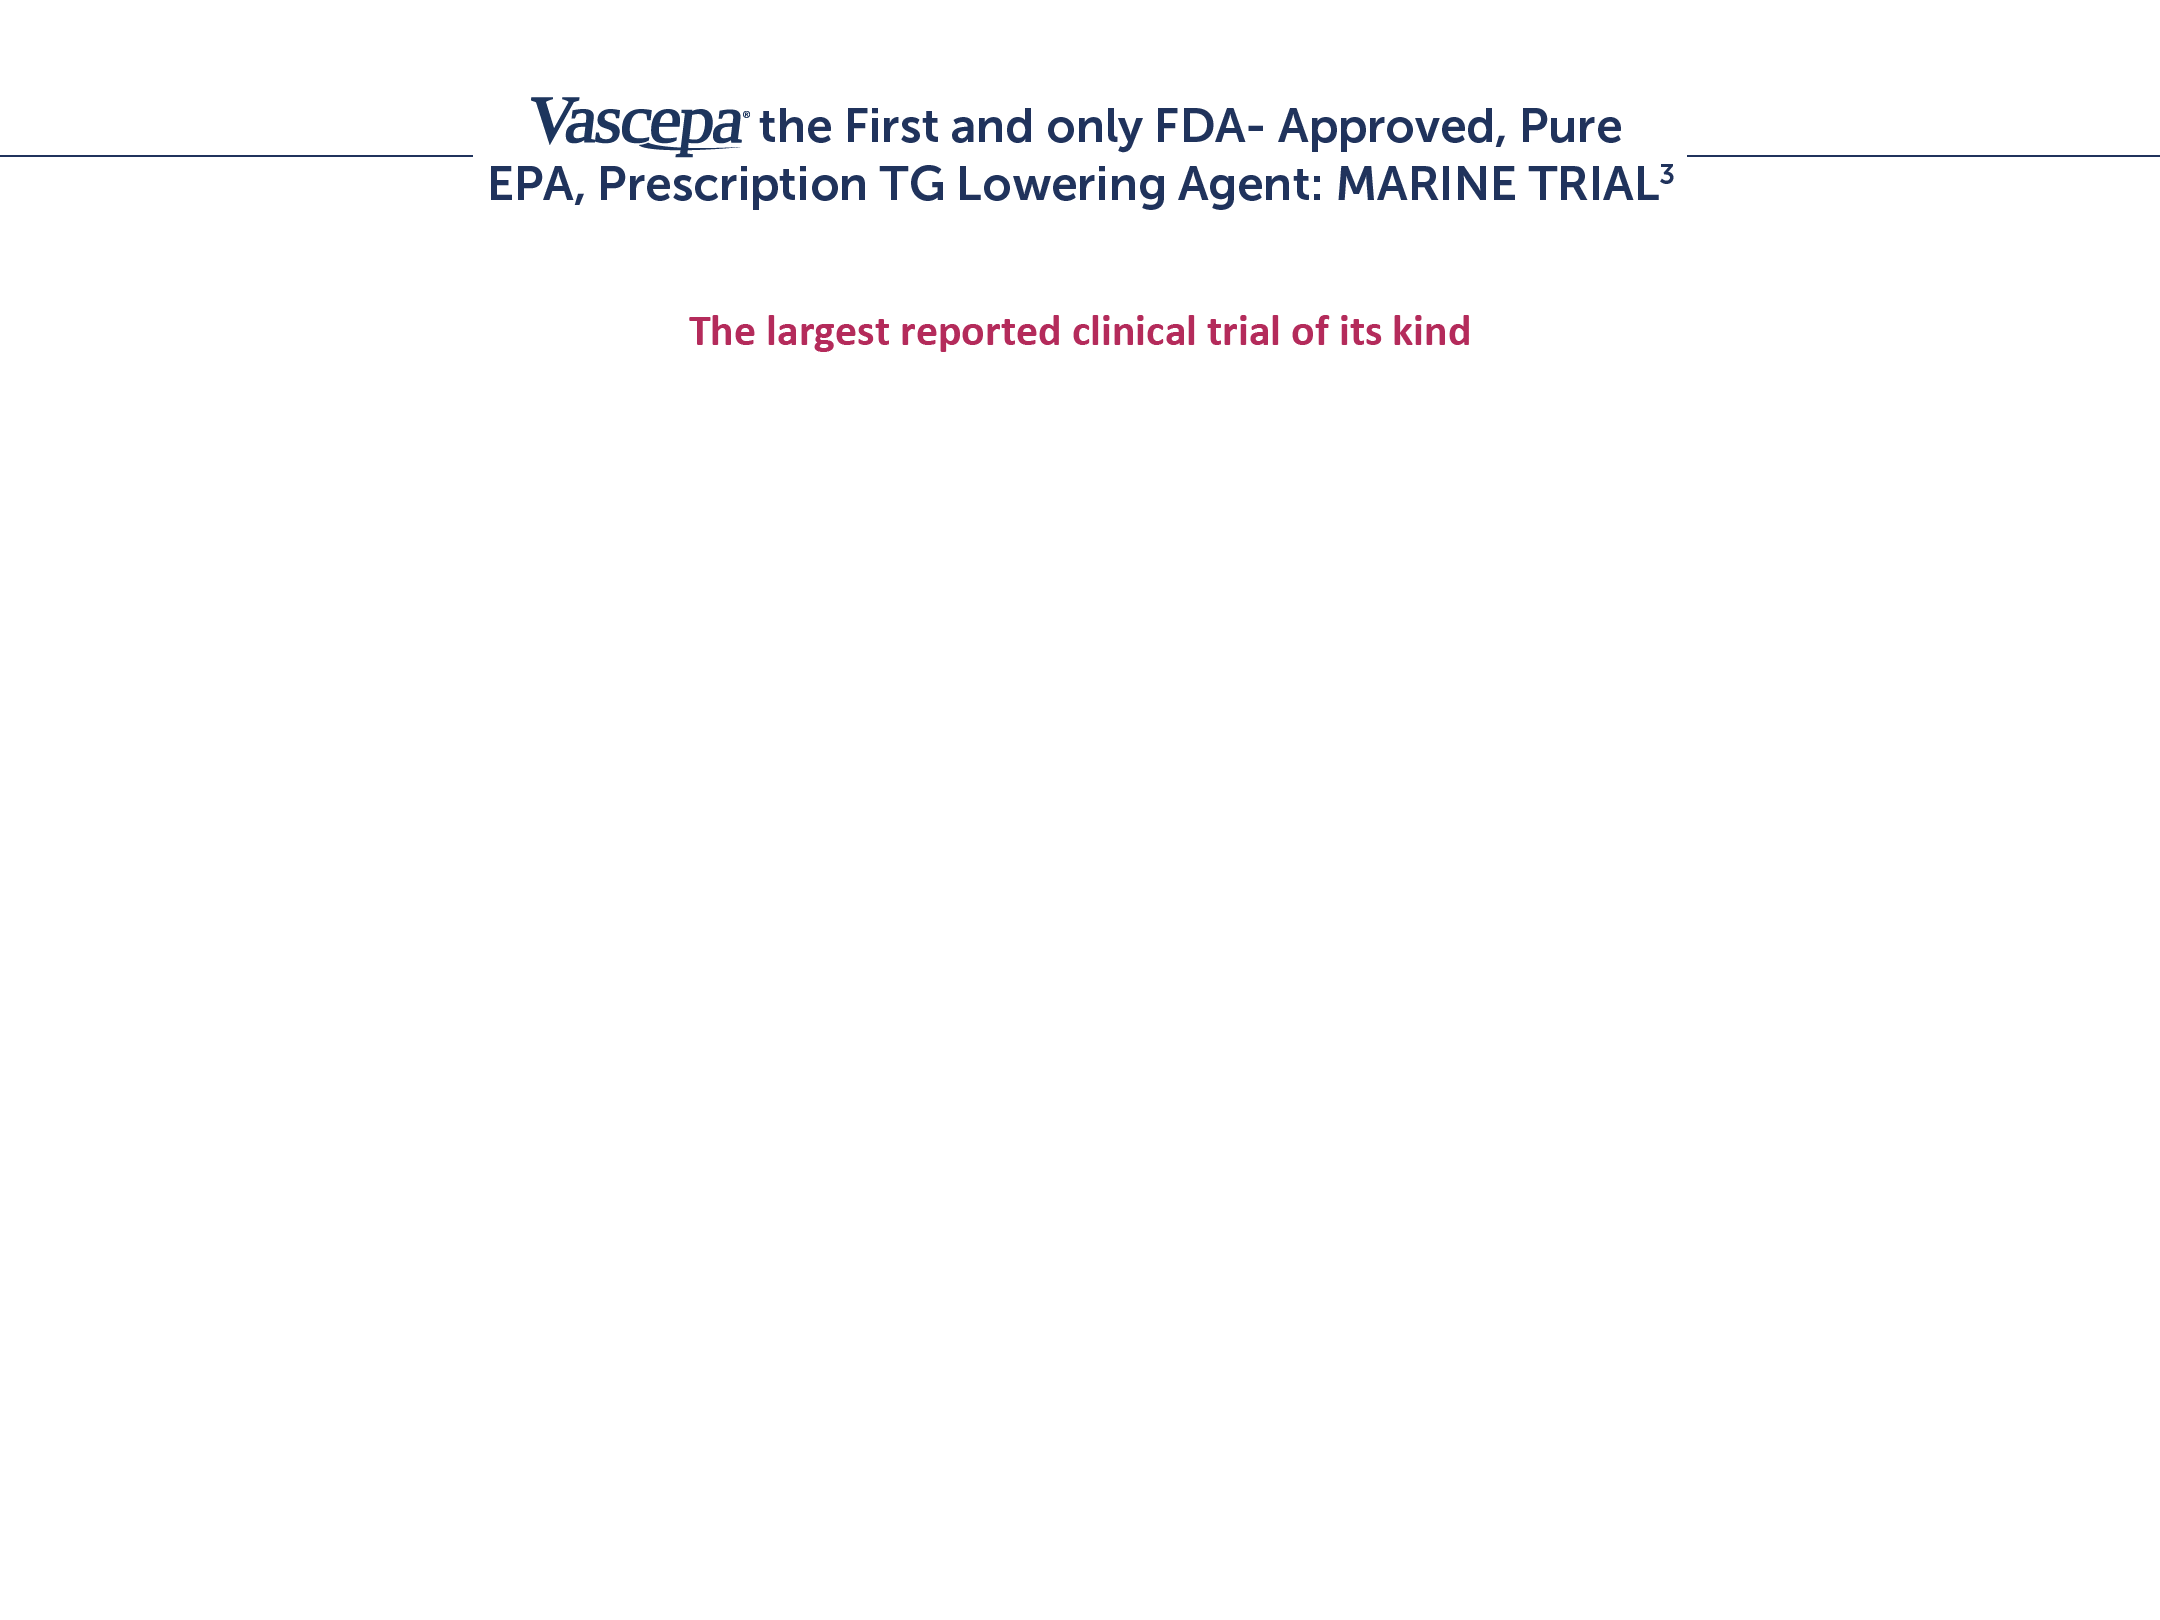 Vascepa® the First and only FDA- Approved, Pure
EPA, Prescription TG Lowering Agent: MARINE TRIAL³
The largest reported clinical trial of its kind